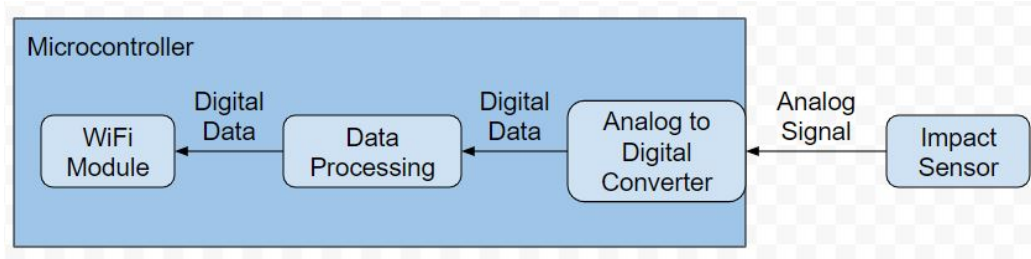 Microcontroller
WiFi
Module
Digital
Data
Data
Processing
Digital
Data
Analog to
Digital
Converter
Analog
Signal
Impact
Sensor